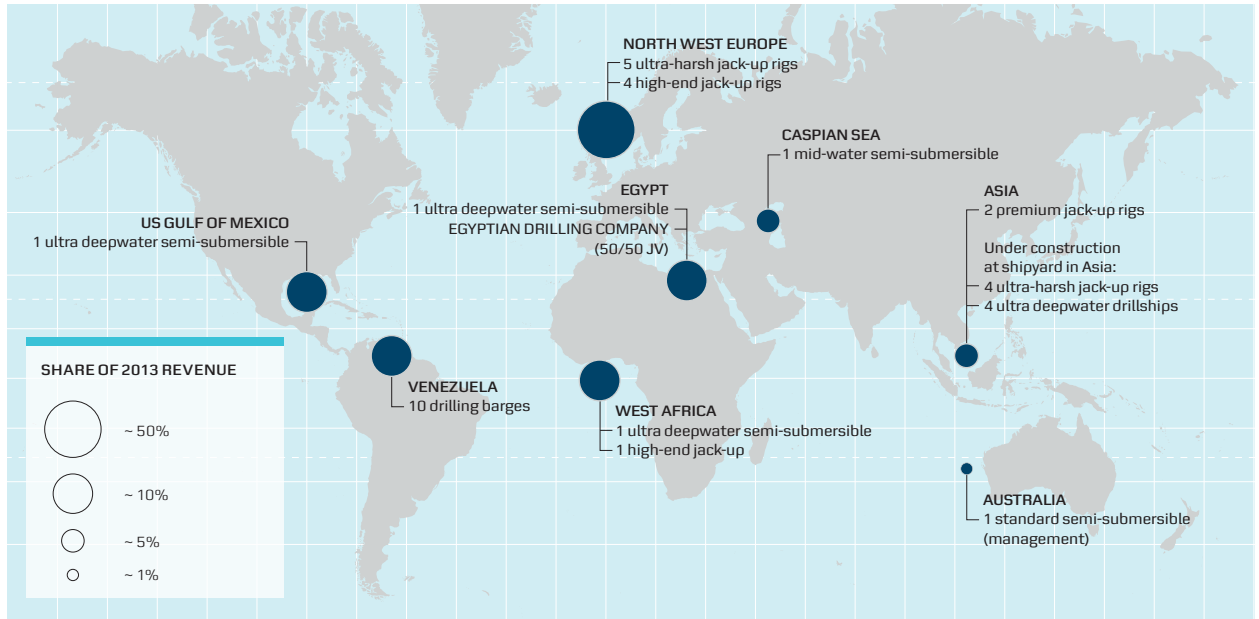 NORTH WEST EUROPE
5 ultra-harsh jack-up rigs
4 high-end jack-up rigs
CASPIAN SEA
1 mid-water semi-submersible
EGYPT
1 ultra deepwater semi-submersible
EGYPTIAN DRILLING COMPANY
(50/50 JV)
ASIA
2 premium jack-up rigs
Under construction
at shipyard in Asia:
4 ultra-harsh jack-up rigs
4 ultra deepwater drillships
US GULF OF MEXICO
1 ultra deepwater semi-submersible
VENEZUELA
10 drilling barges
WEST AFRICA
1 ultra deepwater semi-submersible
1 high-end jack-up
AUSTRALIA
1 standard semi-submersible
(management)
SHARE OF 2013 REVENUE
~ 50%
~ 10%
~ 5%
~ 1%